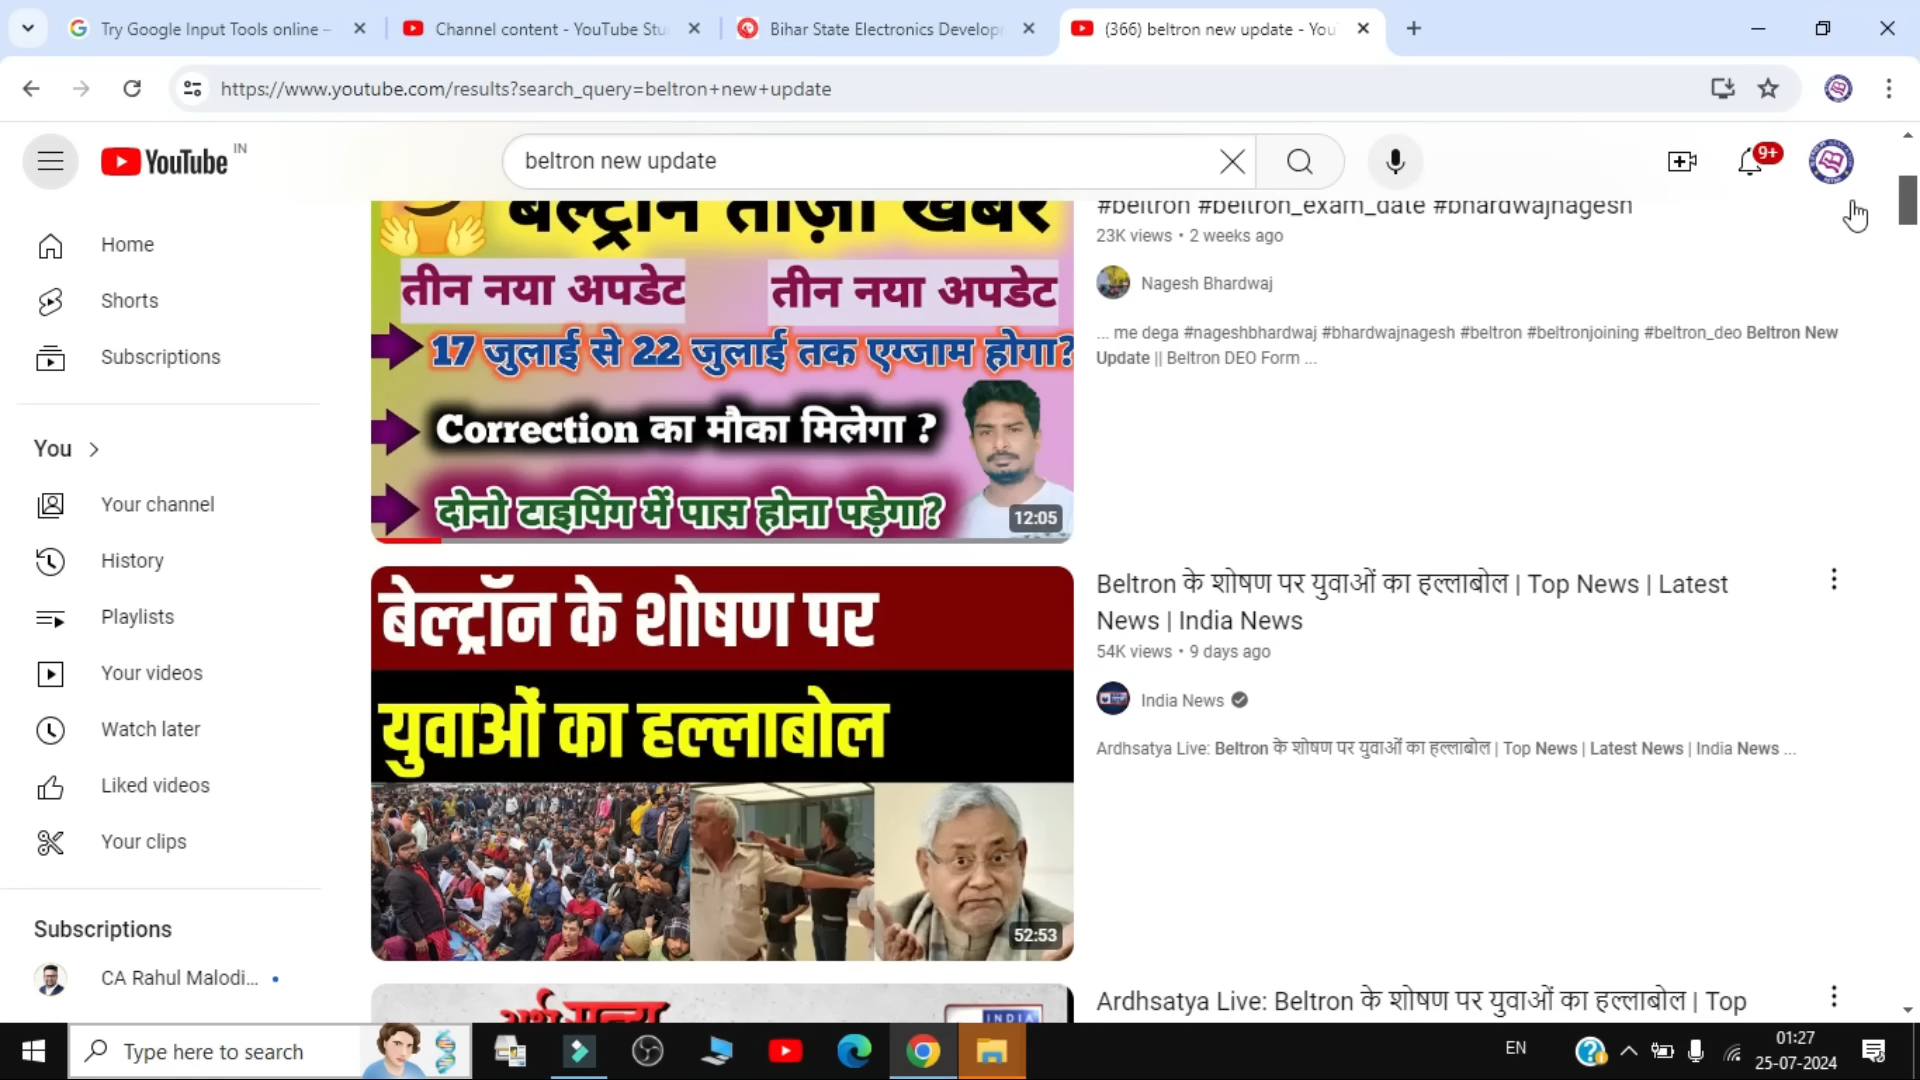 Try Google Input Tools online –
Channel content - YouTube Stu
Bihar State Electronics Develop
(366) beltron new update - You
https://www.youtube.com/results?search_query=beltron+new+update
YouTube IN
beltron new update
9+
Home
Shorts
Subscriptions
You
Your channel
History
Playlists
Your videos
Watch later
Liked videos
Your clips
Subscriptions
CA Rahul Malodi...
बेल्ट्रॉन ताज़ा खबर
तीन नया अपडेट तीन नया अपडेट
17 जुलाई से 22 जुलाई तक एग्जाम होगा?
Correction का मौका मिलेगा ?
दोनो टाइपिंग में पास होना पड़ेगा?
12:05
#beltron #beltron_exam_date #bhardwajnagesh
23K views • 2 weeks ago
Nagesh Bhardwaj
... me dega #nageshbhardwaj #bhardwajnagesh #beltron #beltronjoining #beltron_deo Beltron New
Update || Beltron DEO Form ...
बेल्ट्रॉन के शोषण पर
युवाओं का हल्लाबोल
52:53
Beltron के शोषण पर युवाओं का हल्लाबोल | Top News | Latest
News | India News
54K views • 9 days ago
India News
Ardhsatya Live: Beltron के शोषण पर युवाओं का हल्लाबोल | Top News | Latest News | India News ...
INDIA
Ardhsatya Live: Beltron के शोषण पर युवाओं का हल्लाबोल | Top
Type here to search
EN
01:27
25-07-2024